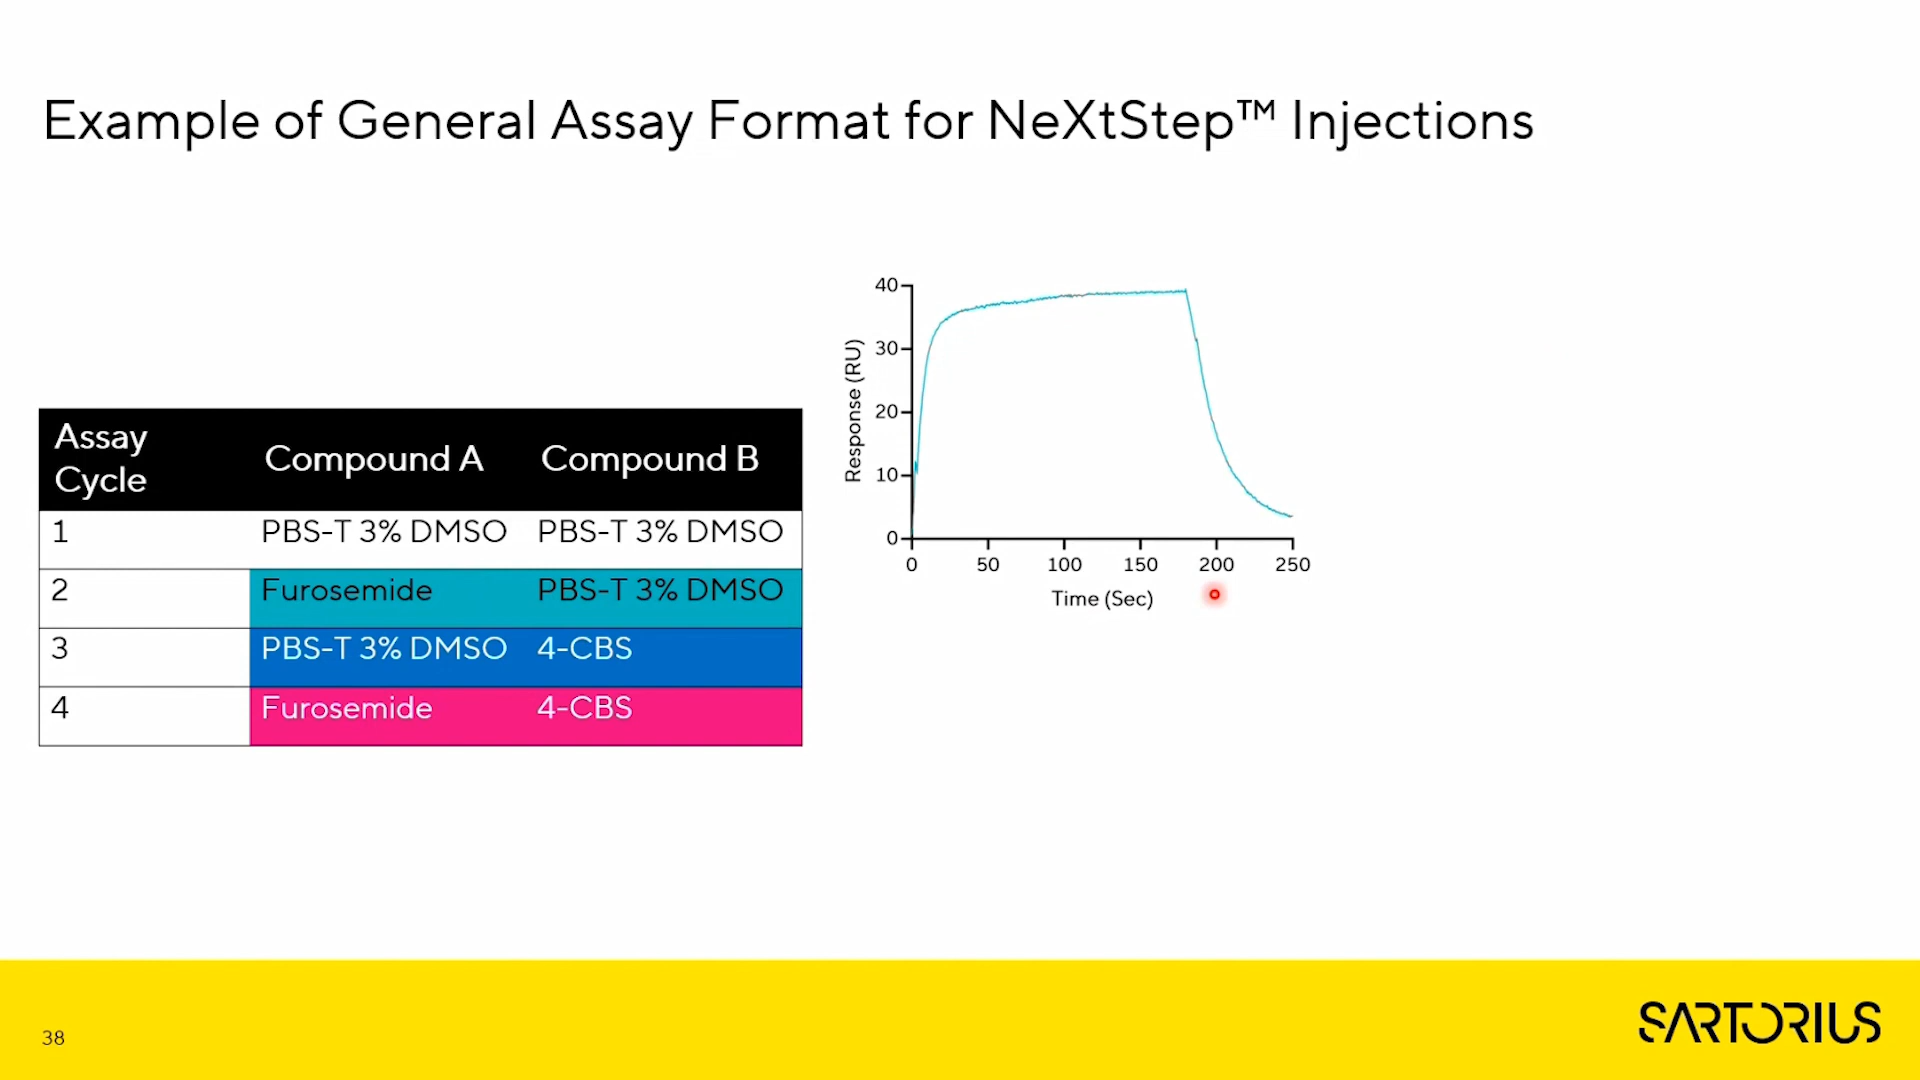 Example of General Assay Format for NeXtStep™ Injections
Assay Cycle Compound A Compound B
1 PBS-T 3% DMSO PBS-T 3% DMSO
2 Furosemide PBS-T 3% DMSO
3 PBS-T 3% DMSO 4-CBS
4 Furosemide 4-CBS
Response (RU)
40
30
20
10
0
0 50 100 150 200 250
Time (Sec)
38
SARTORIUS